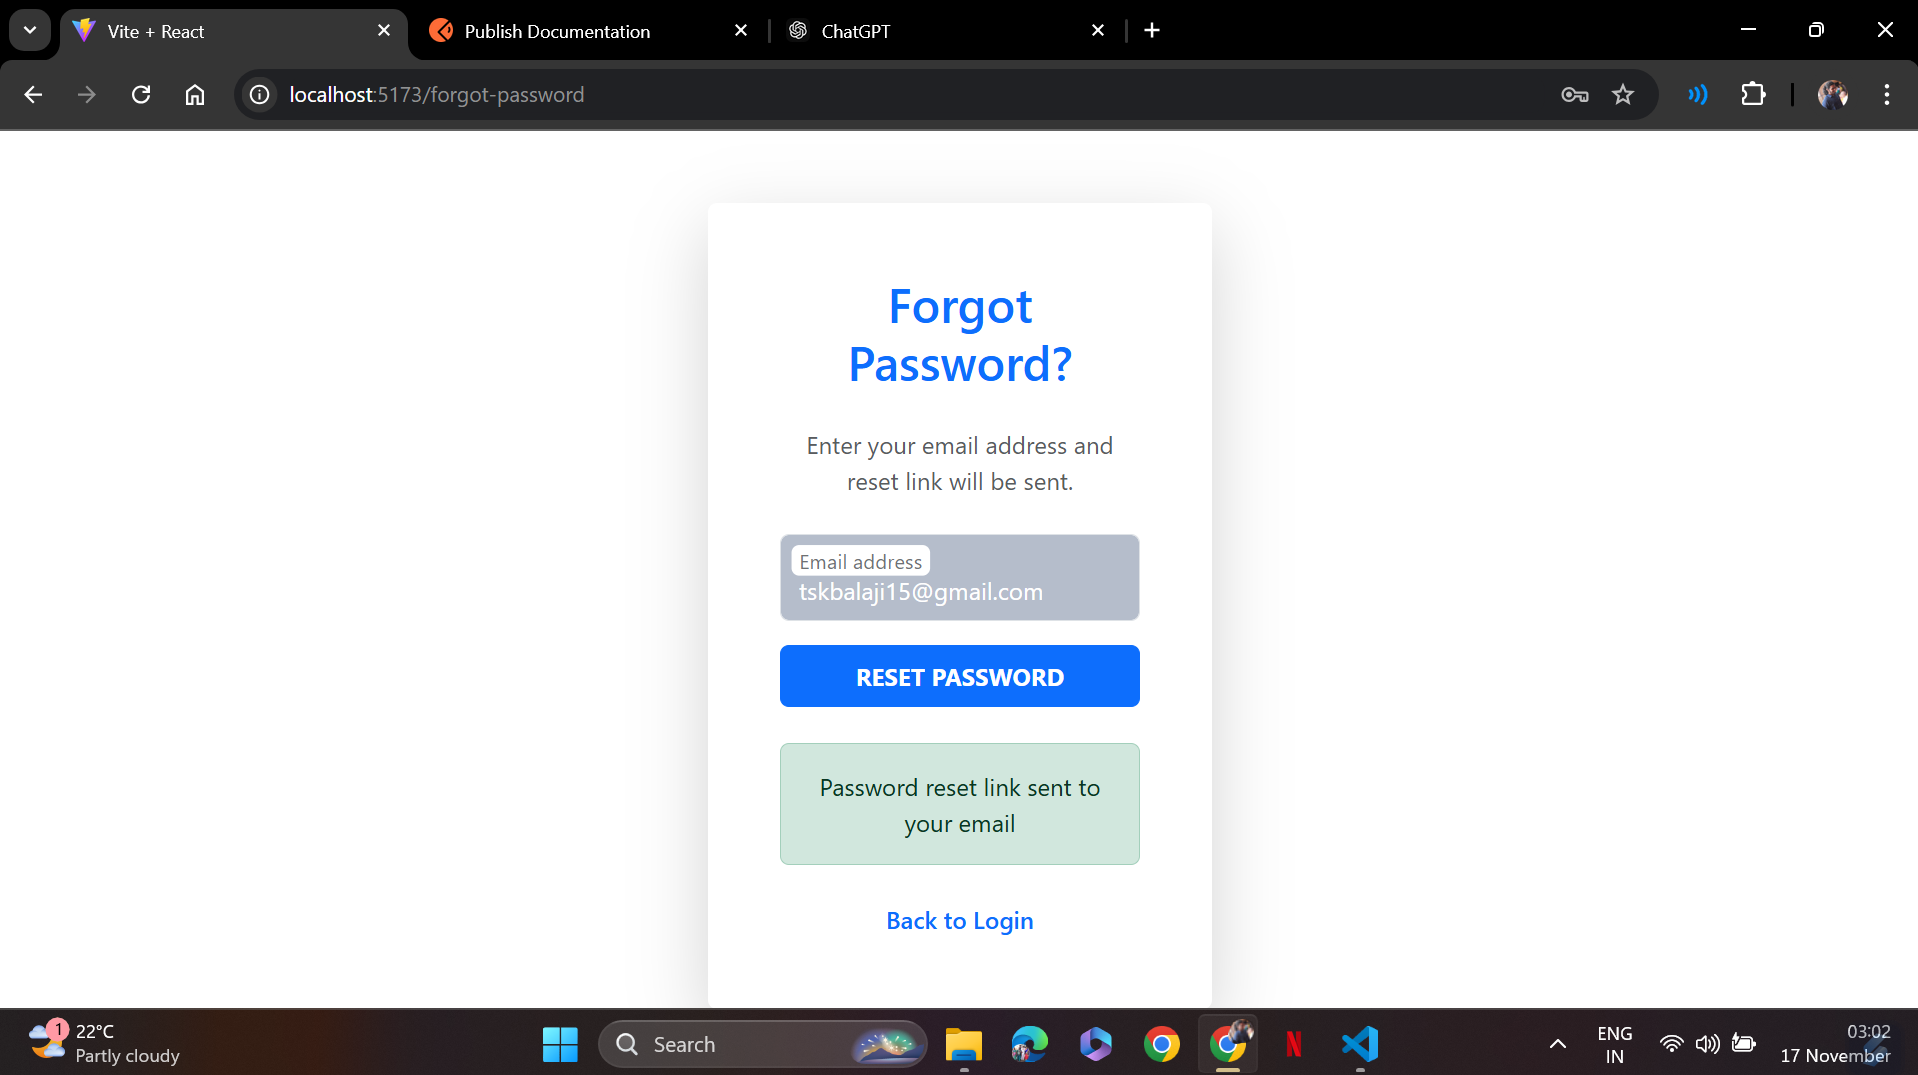 Vite + React
Publish Documentation
ChatGPT
localhost:5173/forgot-password
Forgot
Password?
Enter your email address and
reset link will be sent.
Email address
tskbalaji15@gmail.com
RESET PASSWORD
Password reset link sent to
your email
Back to Login
1
22°C
Partly cloudy
Search
ENG
IN
03:02
17 November